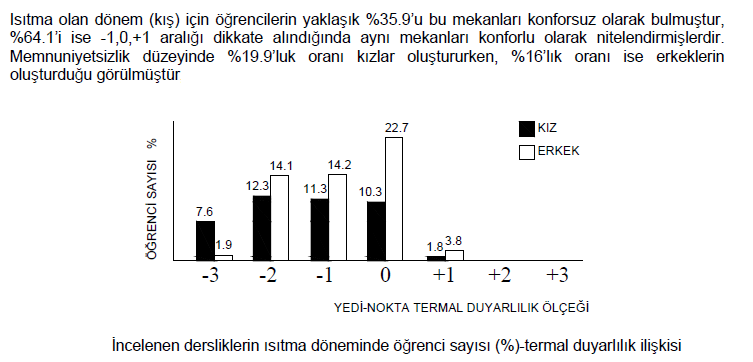 Isıtma olan dönem (kış) için öğrencilerin yaklaşık %35.9'u bu mekanları konforsuz olarak bulmuştur,
%64.1'i ise -1,0,+1 aralığı dikkate alındığında aynı mekanları konforlu olarak nitelendirmişlerdir.
Memnuniyetsizlik düzeyinde %19.9'luk oranı kızlar oluştururken, %16'lık oranı ise erkeklerin
oluşturduğu görülmüştür
KIZ
ERKEK
ÖĞRENCİ SAYISI %
7.6
1.9
12.3
14.1
11.3
14.2
10.3
22.7
1.8
3.8
-3 -2 -1 0 +1 +2 +3
YEDİ-NOKTA TERMAL DUYARLILIK ÖLÇEĞİ
İncelenen dersliklerin ısıtma döneminde öğrenci sayısı (%)-termal duyarlılık ilişkisi